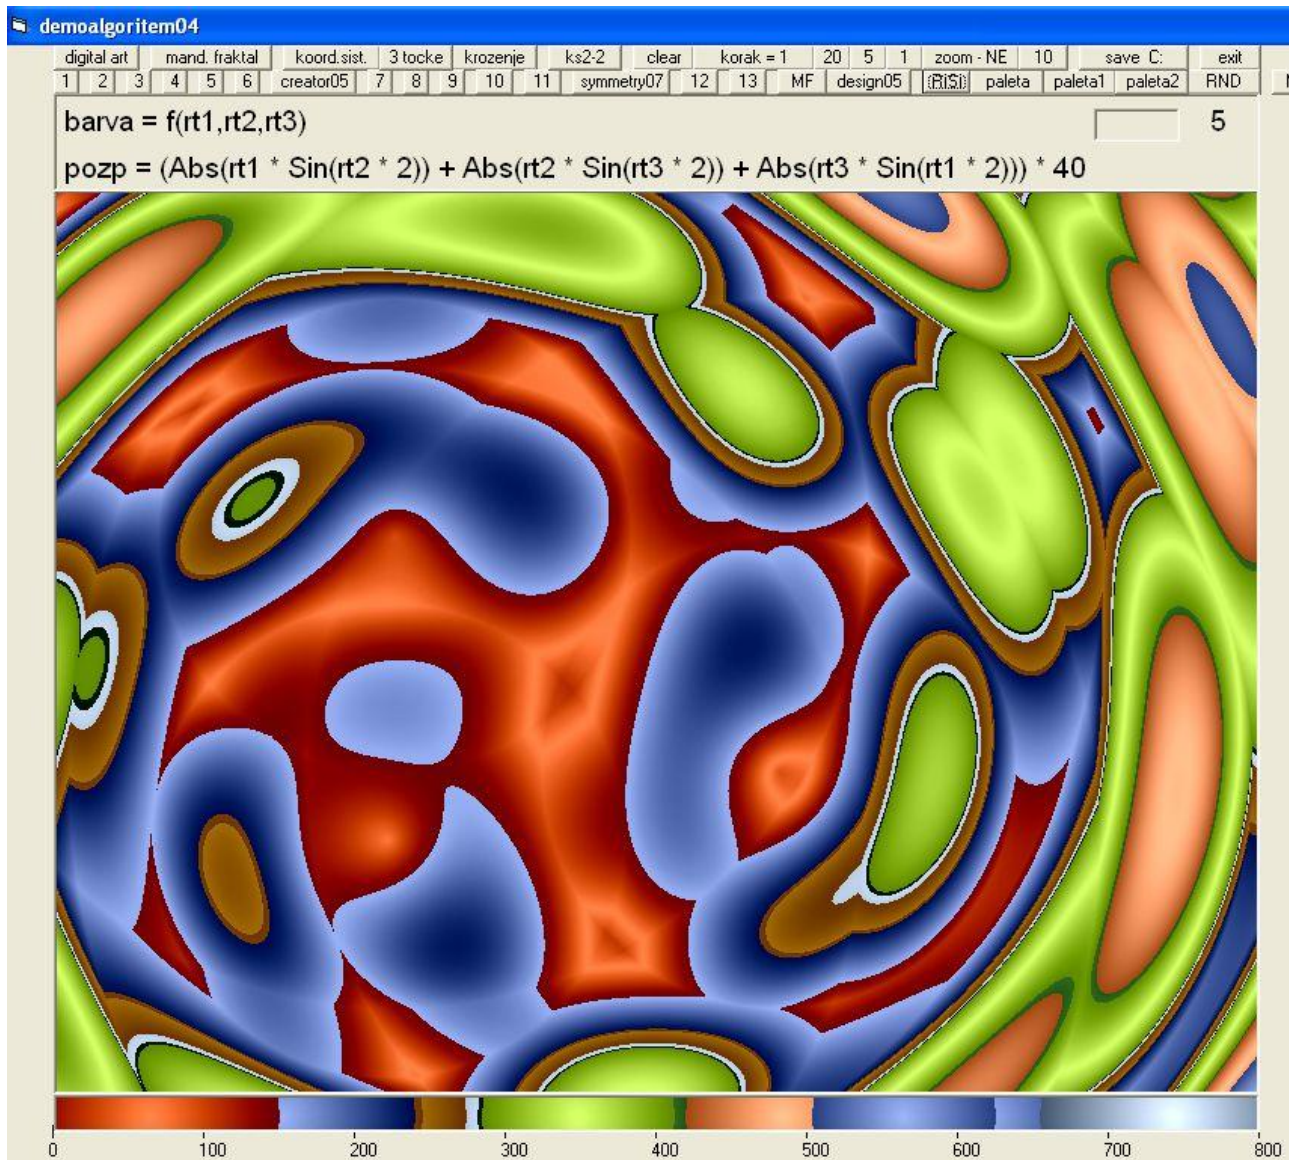 demoalgoritem04
digital art mand. fraktal koord.sist. 3 tocke krozenje ks2-2 clear korak = 1 20 5 1 zoom - NE 10 save C: exit
1 2 3 4 5 6 creator05 7 8 9 10 11 symmetry07 12 13 MF design05 (RiSi) paleta paleta1 paleta2 RND
barva = f(rt1,rt2,rt3) 5
pozp = (Abs(rt1 * Sin(rt2 * 2)) + Abs(rt2 * Sin(rt3 * 2)) + Abs(rt3 * Sin(rt1 * 2))) * 40
0 100 200 300 400 500 600 700 800